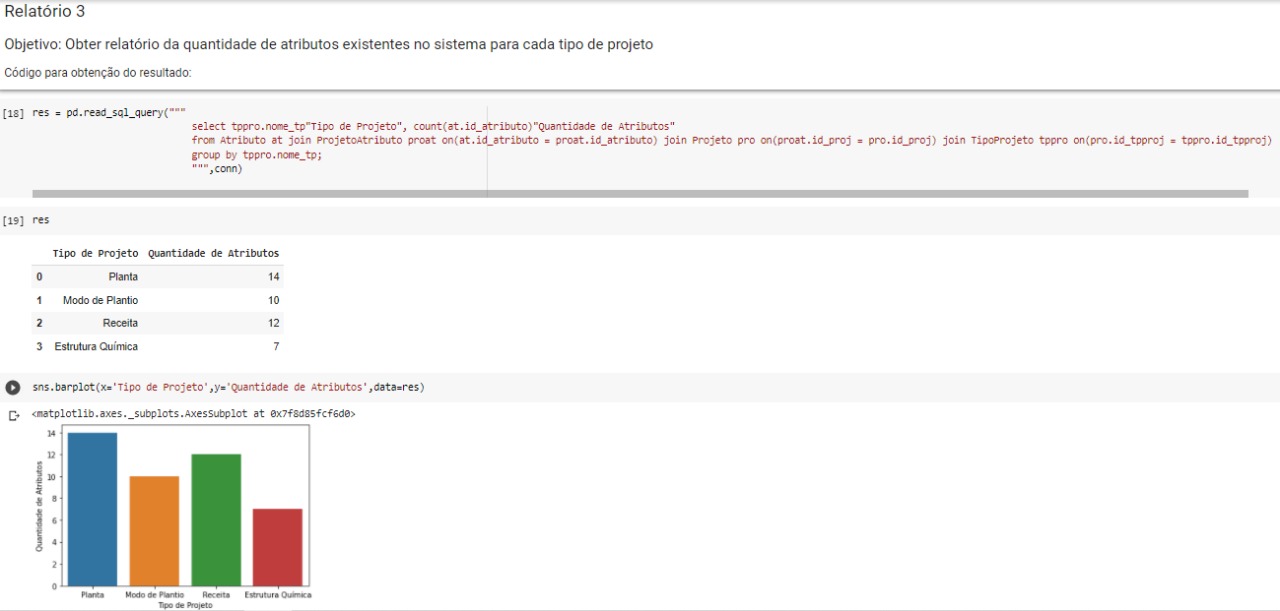 Relatório 3
Objetivo: Obter relatório da quantidade de atributos existentes no sistema para cada tipo de projeto
Código para obtenção do resultado:
[18] res = pd.read_sql_query("""
select tppro.nome_tp"Tipo de Projeto", count(at.id_atributo)"Quantidade de Atributos"
from Atributo at join ProjetoAtributo proat on(at.id_atributo = proat.id_atributo) join Projeto pro on(proat.id_proj = pro.id_proj) join TipoProjeto tppro on(pro.id_tpproj = tppro.id_tpproj)
group by tppro.nome_tp;
""",conn)
[19] res
Tipo de Projeto Quantidade de Atributos
0 Planta 14
1 Modo de Plantio 10
2 Receita 12
3 Estrutura Química 7
sns.barplot(x='Tipo de Projeto',y='Quantidade de Atributos',data=res)
<matplotlib.axes._subplots.AxesSubplot at 0x7f8d85fcf6d0>
14
12
10
8
6
4
2
0
Quantidade de Atributos
Planta Modo de Plantio Receita Estrutura Química
Tipo de Projeto